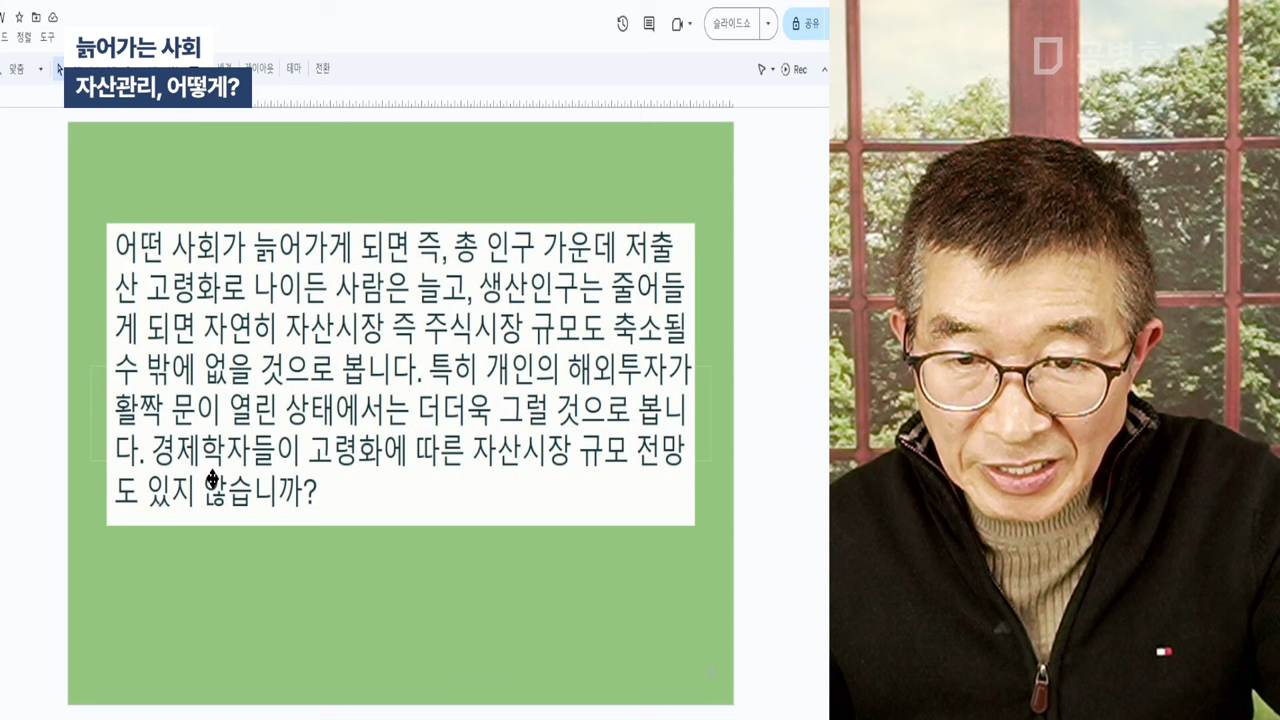 늙어가는 사회
자산관리, 어떻게?
정렬 도구
맞춤
테마
전환
슬라이드쇼
공유
Rec
어떤 사회가 늙어가게 되면 즉, 총 인구 가운데 저출
산 고령화로 나이든 사람은 늘고, 생산인구는 줄어들
게 되면 자연히 자산시장 즉 주식시장 규모도 축소될
수 밖에 없을 것으로 봅니다. 특히 개인의 해외투자가
활짝 문이 열린 상태에서는 더더욱 그럴 것으로 봅니
다. 경제학자들이 고령화에 따른 자산시장 규모 전망
도 있지 않습니까?